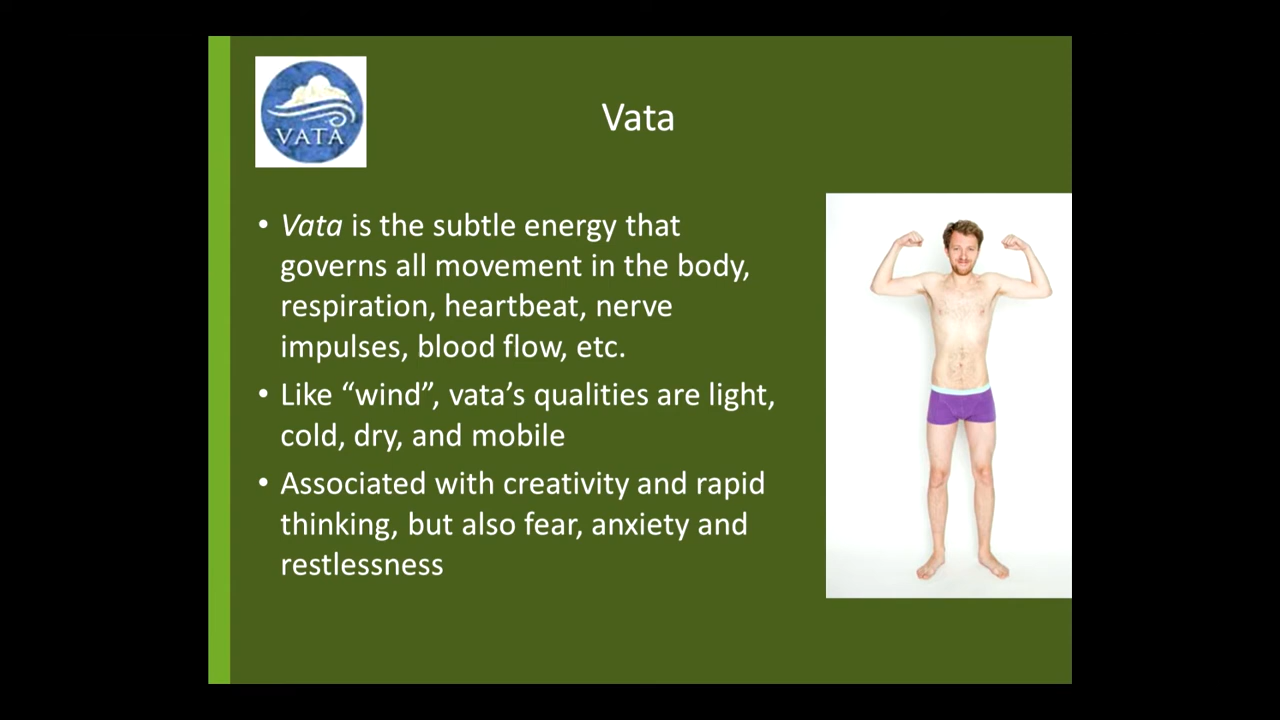 VATA
Vata
• Vata is the subtle energy that
governs all movement in the body,
respiration, heartbeat, nerve
impulses, blood flow, etc.
• Like “wind”, vata’s qualities are light,
cold, dry, and mobile
• Associated with creativity and rapid
thinking, but also fear, anxiety and
restlessness